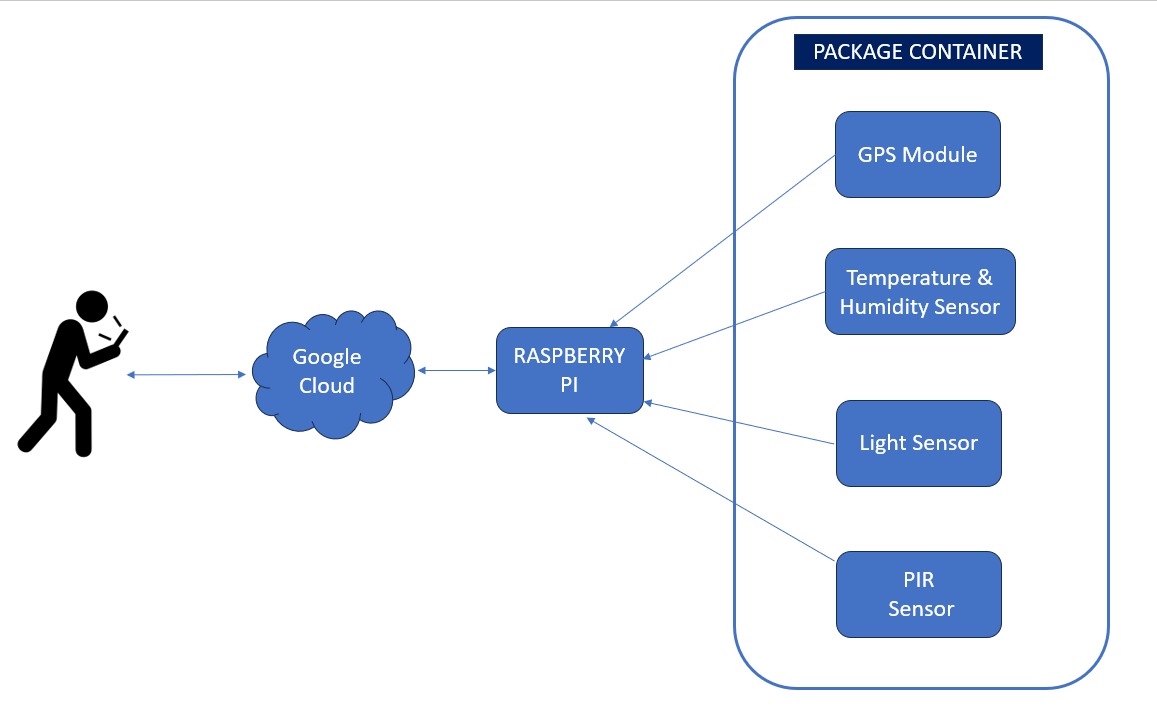 PACKAGE CONTAINER
GPS Module
Temperature &
Humidity Sensor
Google
Cloud
RASPBERRY
PI
Light Sensor
PIR
Sensor